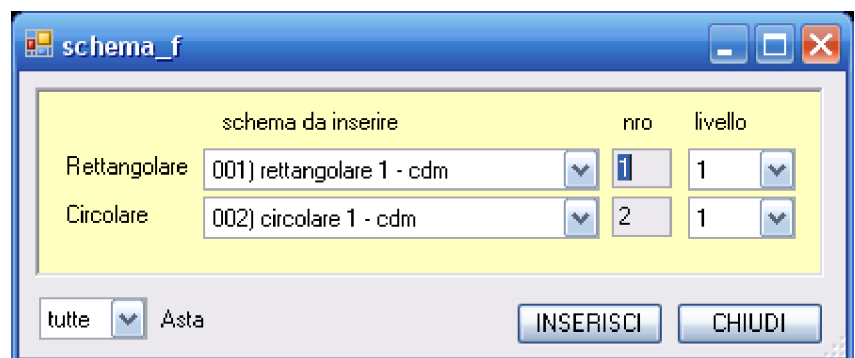 schema_f
schema da inserire nro livello
Rettangolare 001) rettangolare 1 - cdm 1 1
Circolare 002) circolare 1 - cdm 2 1
tutte Asta INSERISCI CHIUDI